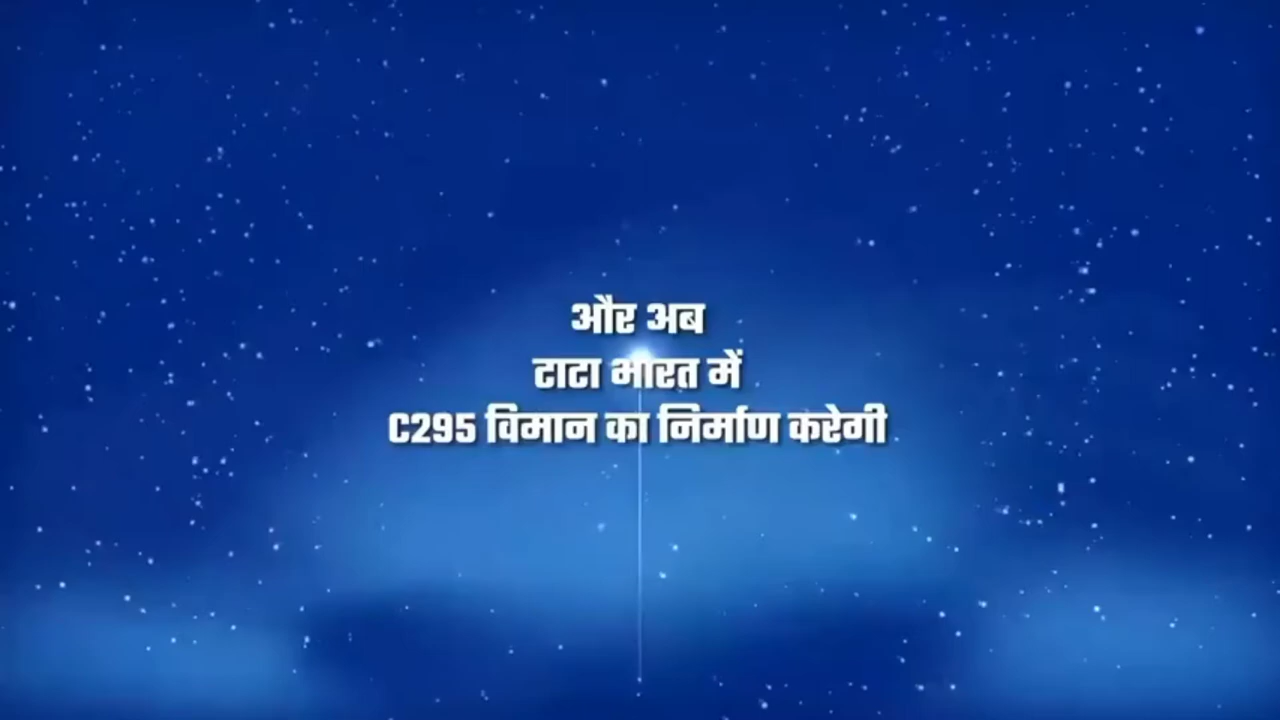 और अब
टाटा भारत में
C295 विमान का निर्माण करेगी